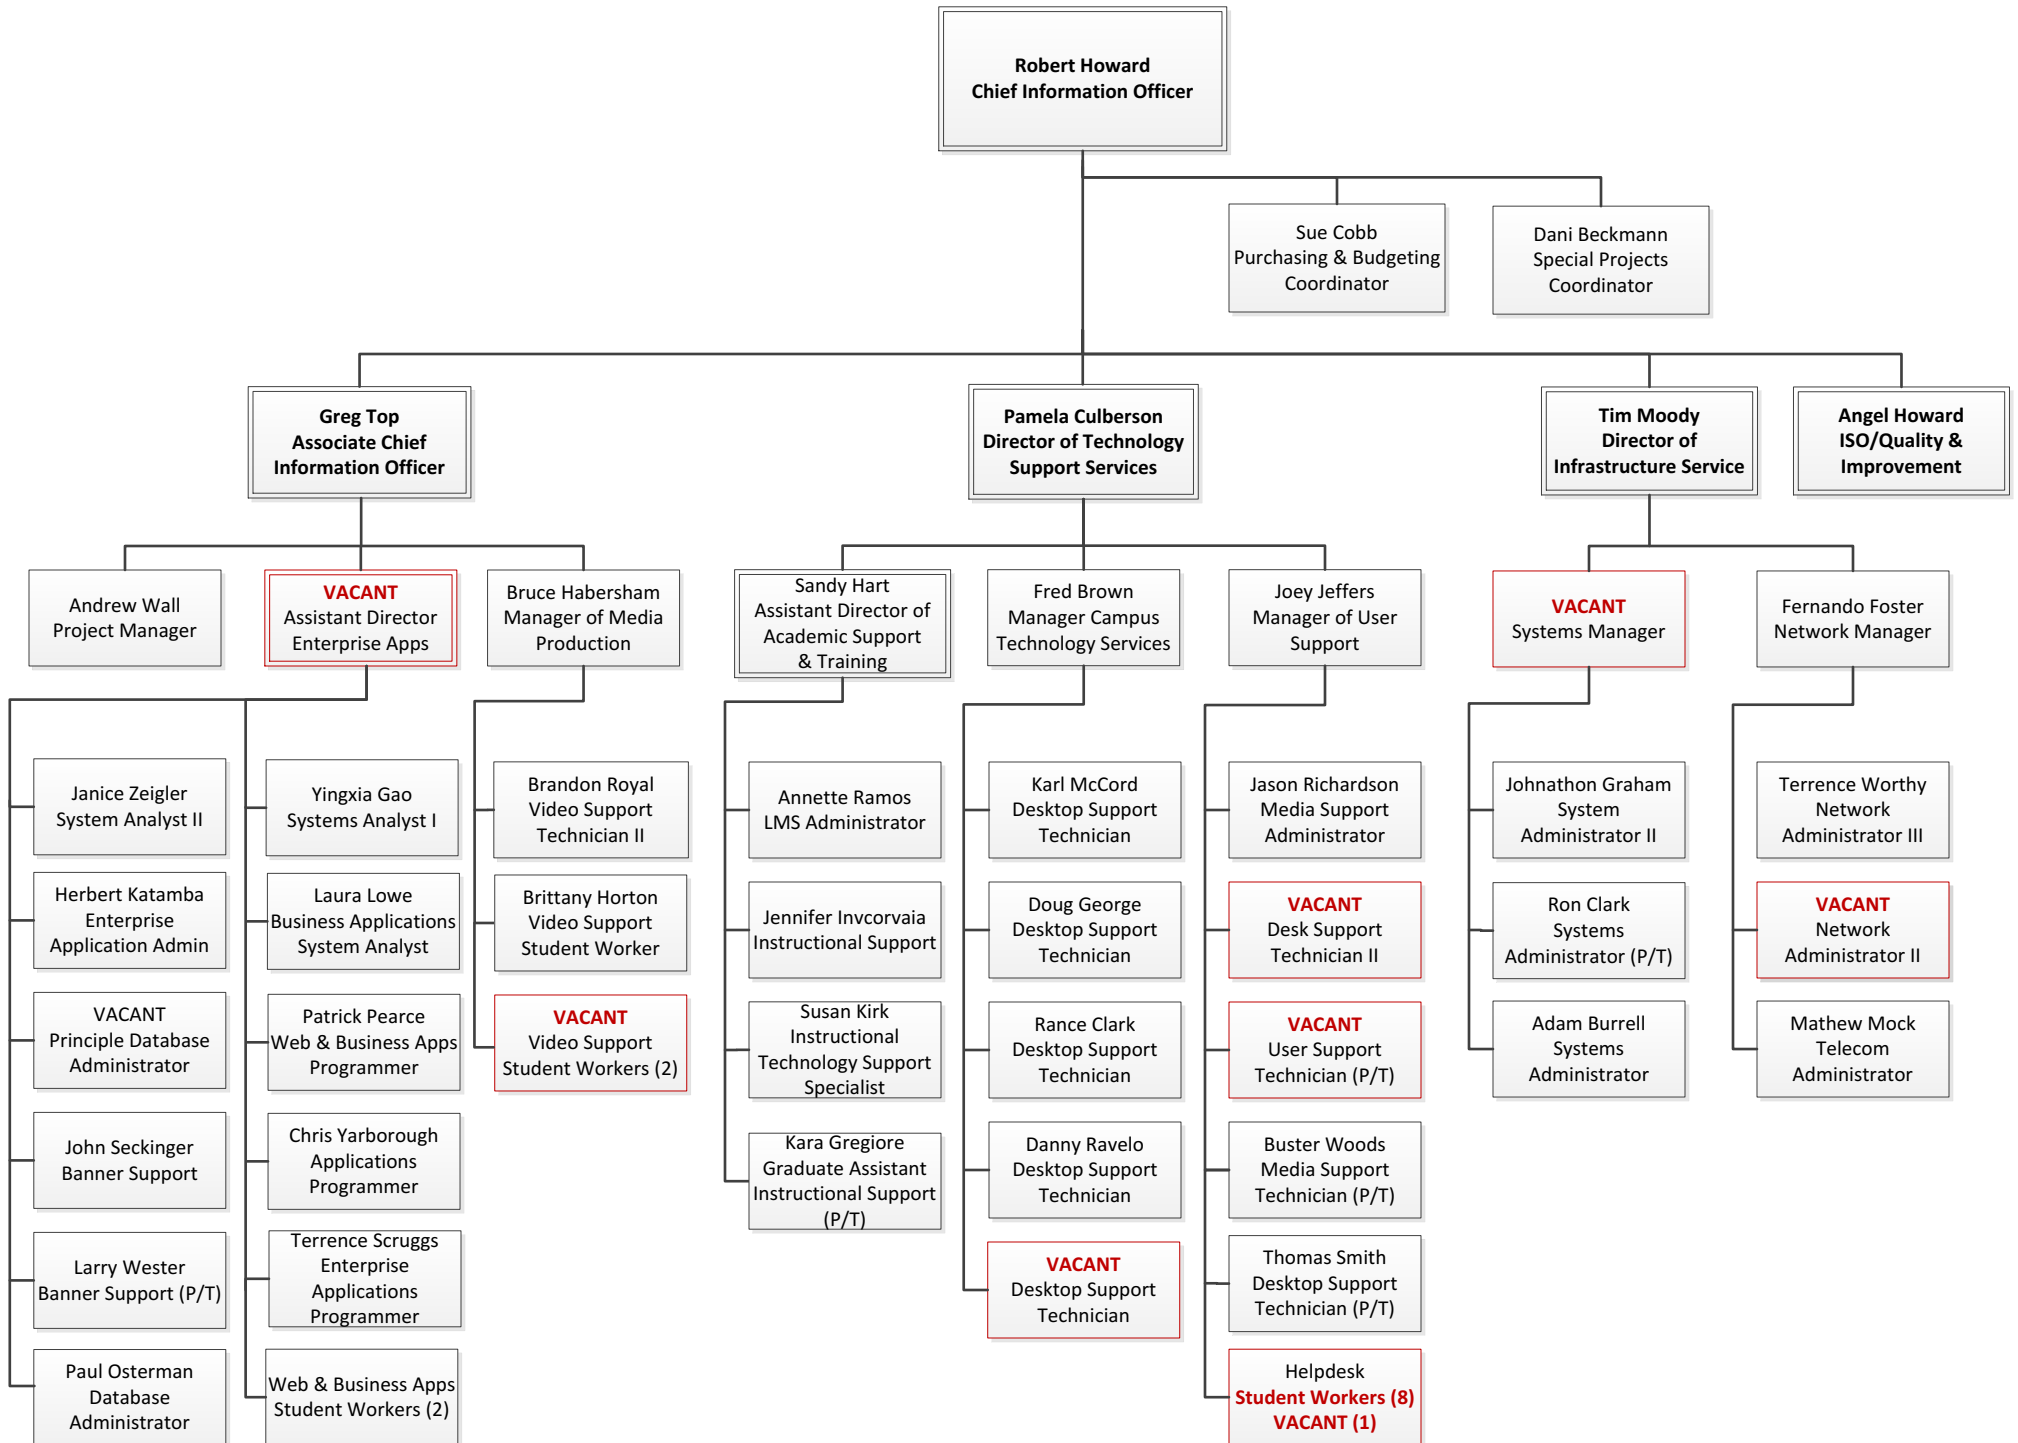 Robert Howard
Chief Information Officer
Sue Cobb
Purchasing & Budgeting
Coordinator
Dani Beckmann
Special Projects
Coordinator
Greg Top
Associate Chief
Information Officer
Pamela Culberson
Director of Technology
Support Services
Tim Moody
Director of
Infrastructure Service
Angel Howard
ISO/Quality &
Improvement
Andrew Wall
Project Manager
VACANT
Assistant Director
Enterprise Apps
Bruce Habersham
Manager of Media
Production
Sandy Hart
Assistant Director of
Academic Support
& Training
Fred Brown
Manager Campus
Technology Services
Joey Jeffers
Manager of User
Support
VACANT
Systems Manager
Fernando Foster
Network Manager
Janice Zeigler
System Analyst II
Herbert Katamba
Enterprise
Application Admin
VACANT
Principle Database
Administrator
John Seckinger
Banner Support
Larry Wester
Banner Support (P/T)
Paul Osterman
Database
Administrator
Yingxia Gao
Systems Analyst I
Laura Lowe
Business Applications
System Analyst
Patrick Pearce
Web & Business Apps
Programmer
Chris Yarborough
Applications
Programmer
Terrence Scruggs
Enterprise
Applications
Programmer
Web & Business Apps
Student Workers (2)
Brandon Royal
Video Support
Technician II
Brittany Horton
Video Support
Student Worker
VACANT
Video Support
Student Workers (2)
Annette Ramos
LMS Administrator
Jennifer Invcorvaia
Instructional Support
Susan Kirk
Instructional
Technology Support
Specialist
Kara Gregiore
Graduate Assistant
Instructional Support
(P/T)
Karl McCord
Desktop Support
Technician
Doug George
Desktop Support
Technician
Rance Clark
Desktop Support
Technician
Danny Ravelo
Desktop Support
Technician
VACANT
Desktop Support
Technician
Jason Richardson
Media Support
Administrator
VACANT
Desk Support
Technician II
VACANT
User Support
Technician (P/T)
Buster Woods
Media Support
Technician (P/T)
Thomas Smith
Desktop Support
Technician (P/T)
Helpdesk
Student Workers (8)
VACANT (1)
Johnathon Graham
System
Administrator II
Ron Clark
Systems
Administrator (P/T)
Adam Burrell
Systems
Administrator
Terrence Worthy
Network
Administrator III
VACANT
Network
Administrator II
Mathew Mock
Telecom
Administrator